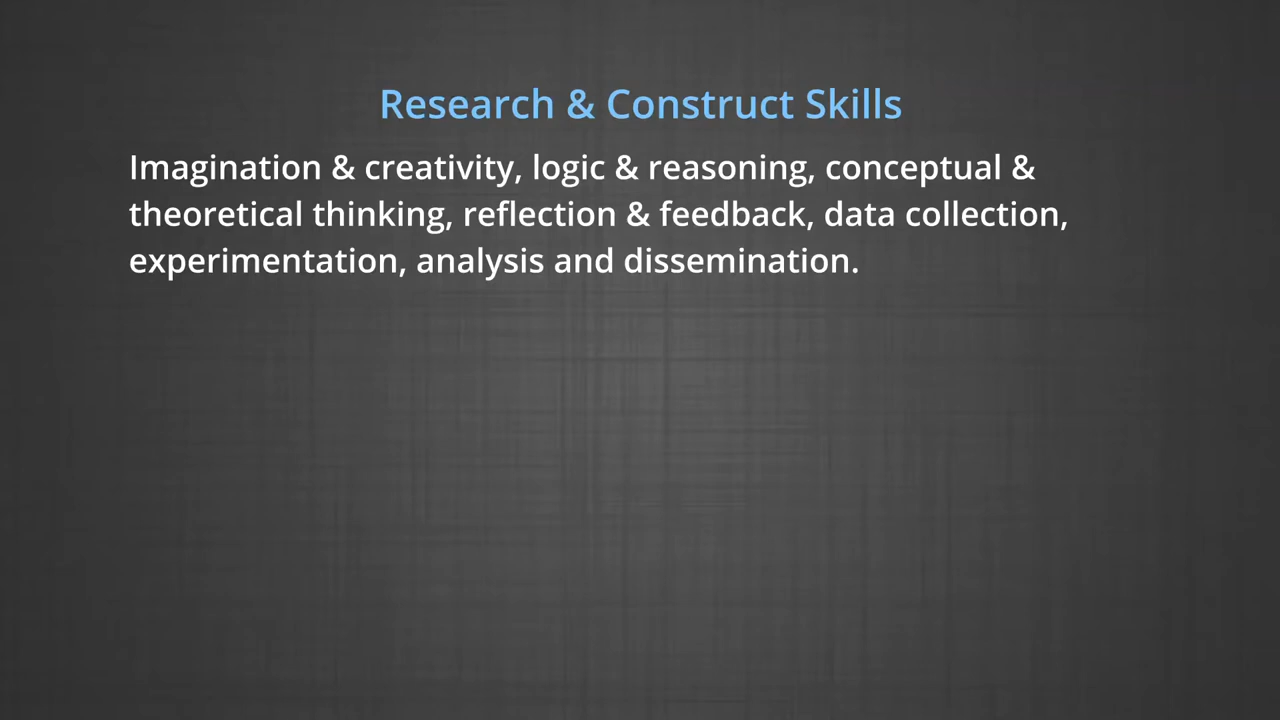 Research & Construct Skills
Imagination & creativity, logic & reasoning, conceptual &
theoretical thinking, reflection & feedback, data collection,
experimentation, analysis and dissemination.